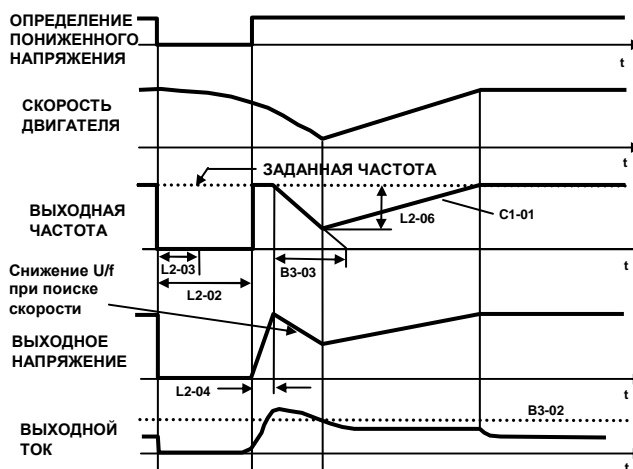 ОПРЕДЕЛЕНИЕ
ПОНИЖЕННОГО
НАПРЯЖЕНИЯ
t
СКОРОСТЬ
ДВИГАТЕЛЯ
t
ЗАДАННАЯ ЧАСТОТА
ВЫХОДНАЯ
ЧАСТОТА
L2-06
C1-01
t
L2-03
B3-03
L2-02
Снижение U/f
при поиске
скорости
ВЫХОДНОЕ
НАПРЯЖЕНИЕ
t
L2-04
B3-02
ВЫХОДНОЙ
ТОК
t